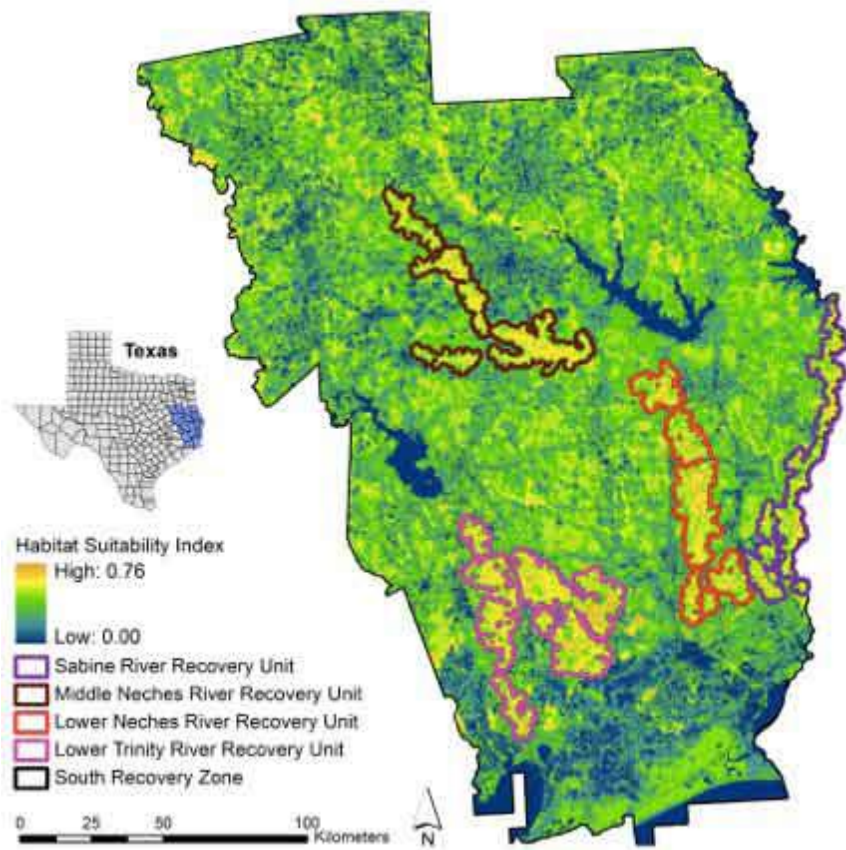 Texas
Habitat Suitability Index
High: 0.76
Low: 0.00
Sabine River Recovery Unit
Middle Neches River Recovery Unit
Lower Neches River Recovery Unit
Lower Trinity River Recovery Unit
South Recovery Zone
0 25 50 100
Kilometers
N